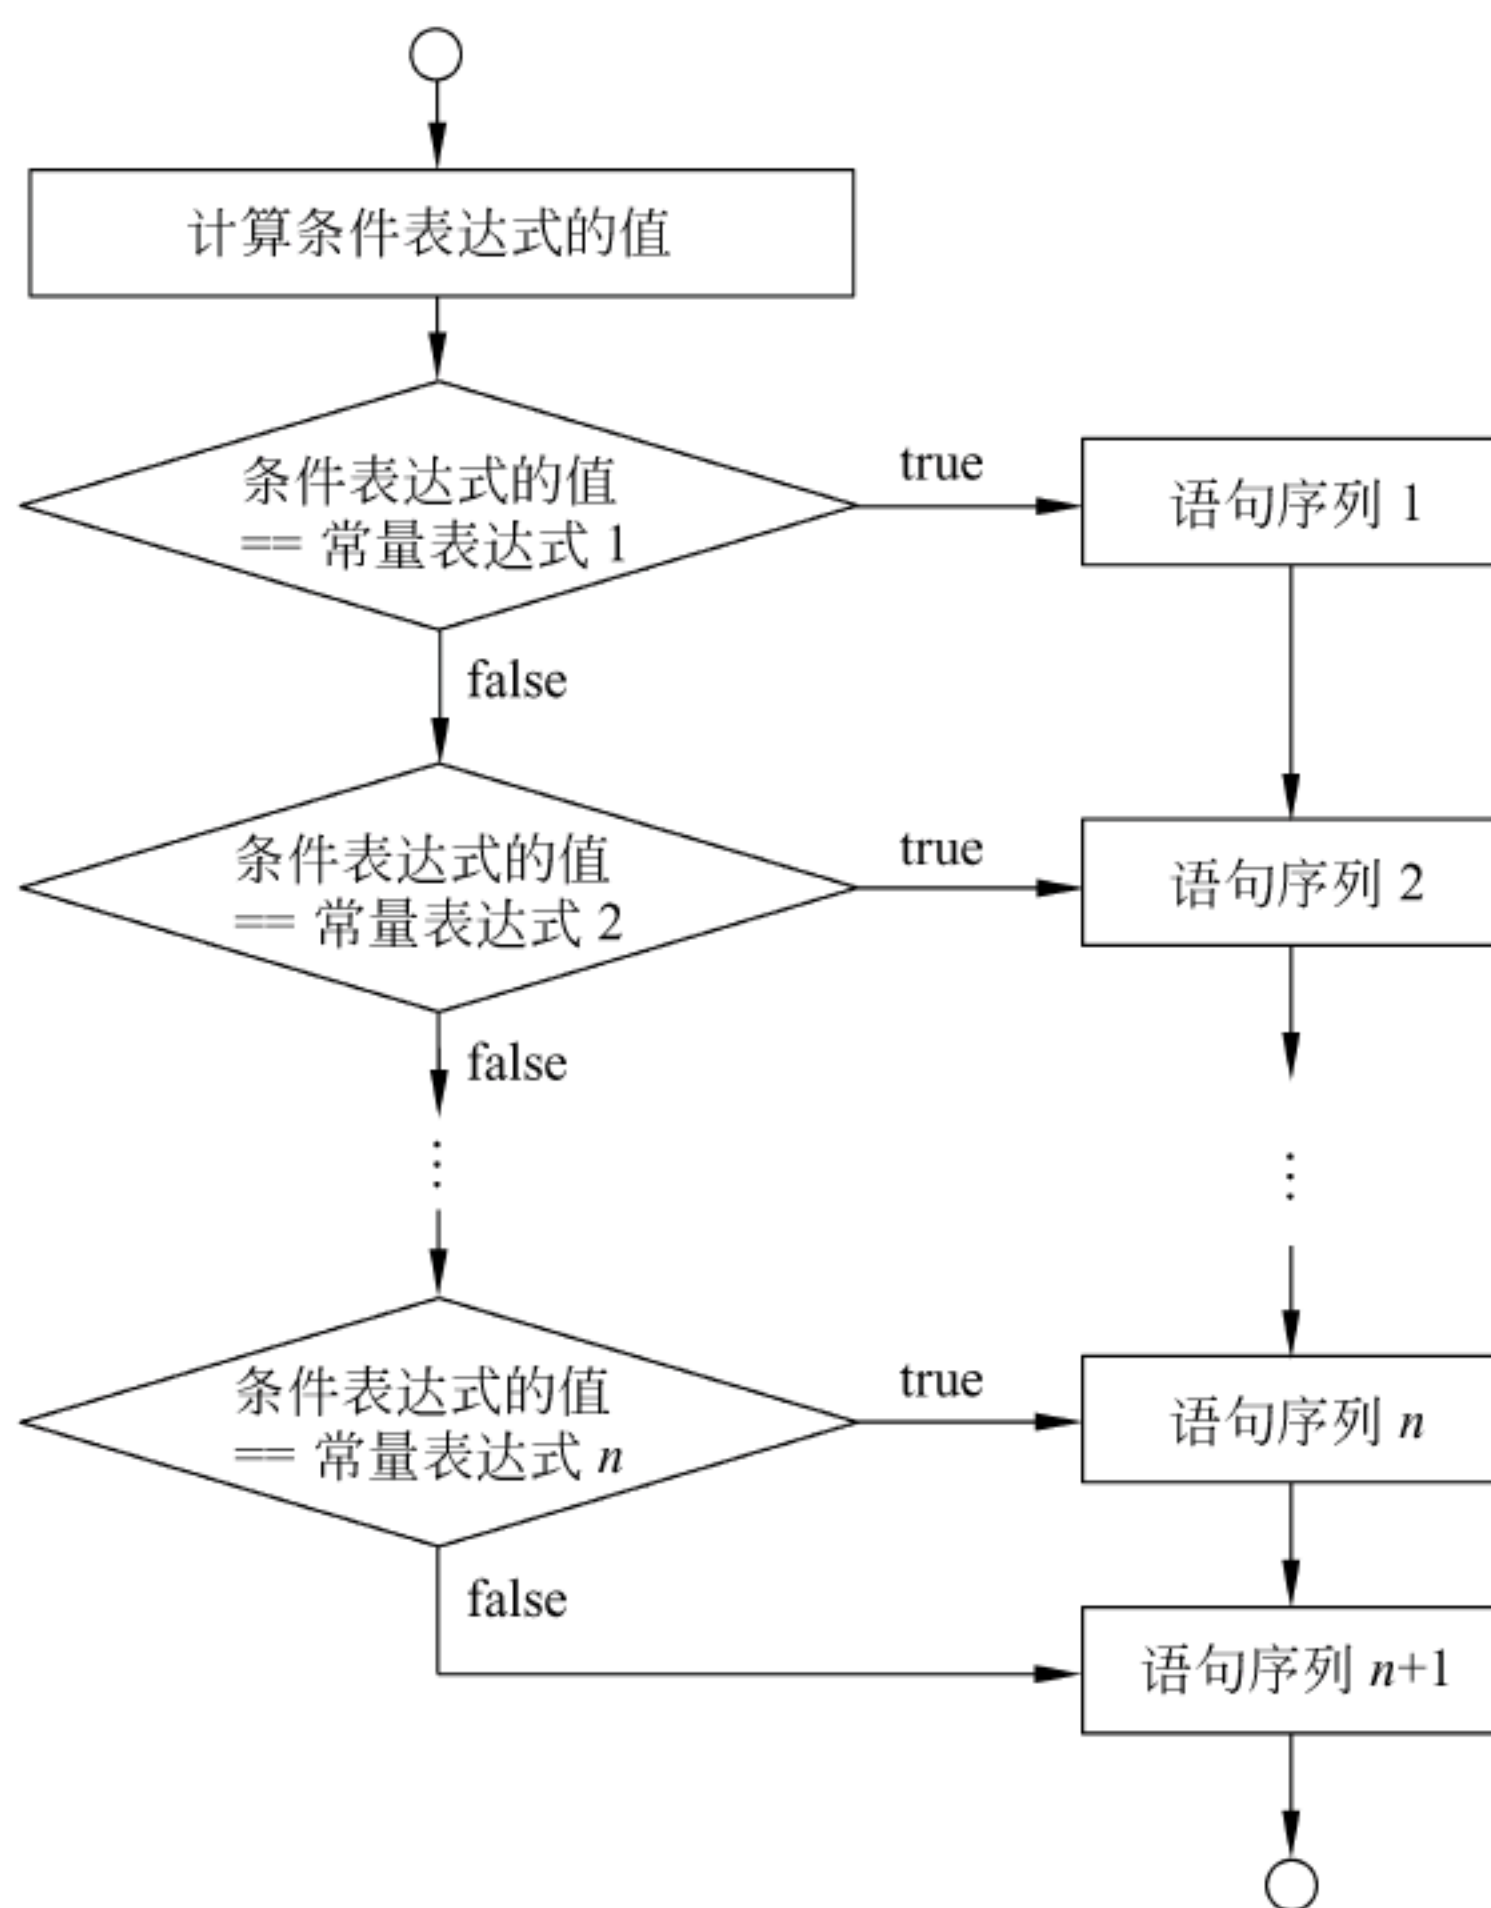 计算条件表达式的值
条件表达式的值
== 常量表达式 1
true
语句序列 1
false
条件表达式的值
== 常量表达式 2
true
语句序列 2
false
⋮
⋮
条件表达式的值
== 常量表达式 n
true
语句序列 n
false
语句序列 n+1